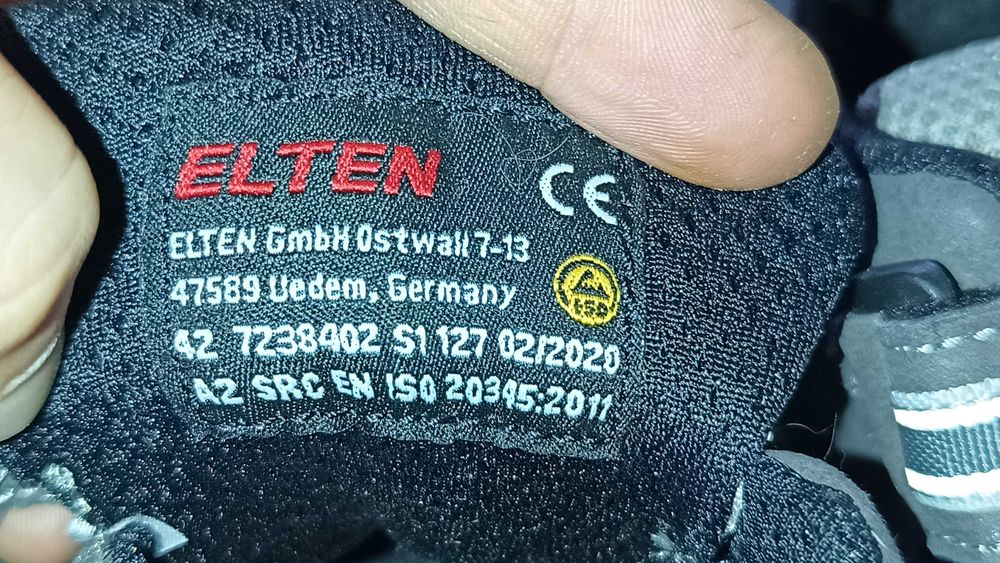 ELTEN
CE
ELTEN GmbH Ostwall 7-13
47589 Uedem, Germany
ESD
42 7238402 S1 127 02/2020
A2 SRC EN ISO 20345:2011